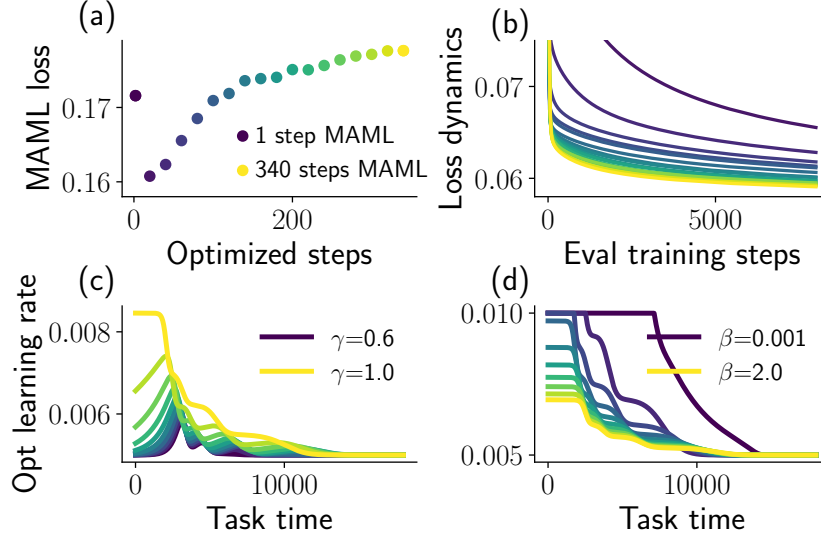 (a)
MAML loss
0.17
0.16
1 step MAML
340 steps MAML
0
200
Optimized steps
(b)
Loss dynamics
0.07
0.06
0
5000
Eval training steps
(c)
Opt learning rate
0.008
0.006
γ=0.6
γ=1.0
0
10000
Task time
(d)
0.010
0.005
β=0.001
β=2.0
0
10000
Task time